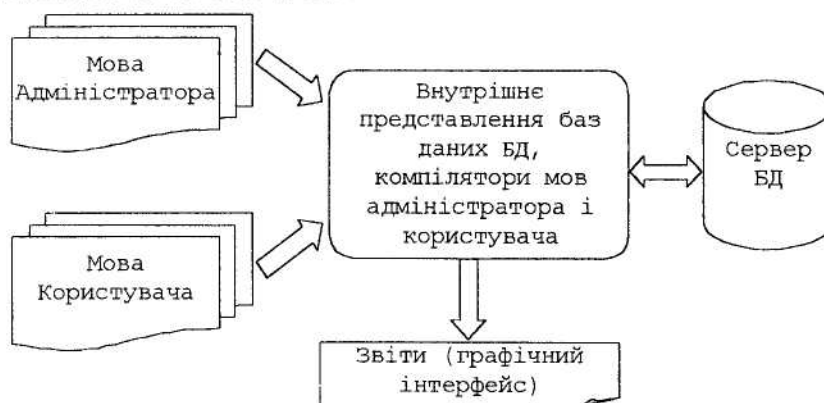 Мова
Адміністратора
Внутрішнє
представлення баз
даних БД,
компілятори мов
адміністратора і
користувача
Сервер
БД
Мова
Користувача
Звіти (графічний
інтерфейс)